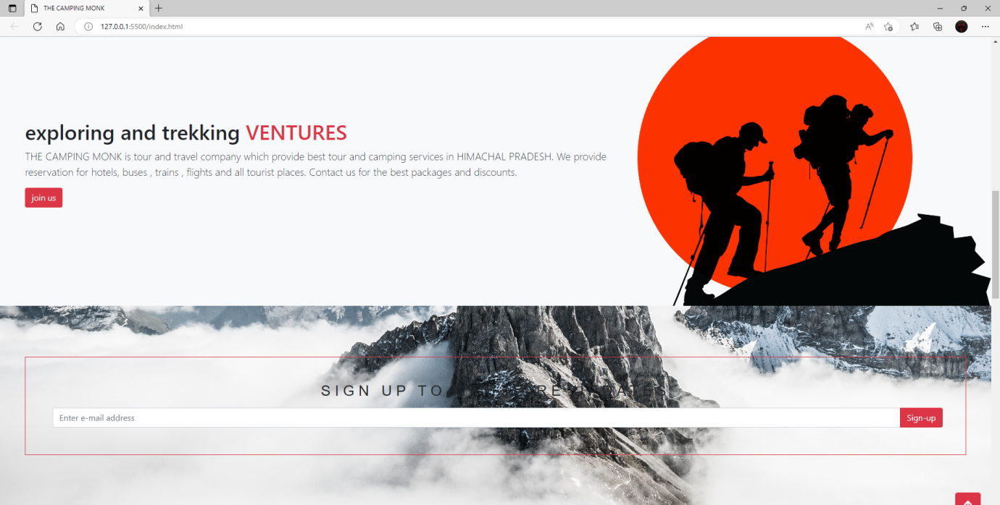 THE CAMPING MONK
127.0.0.1:5500/index.html
exploring and trekking VENTURES
THE CAMPING MONK is tour and travel company which provide best tour and camping services in HIMACHAL PRADESH. We provide
reservation for hotels, buses , trains , flights and all tourist places. Contact us for the best packages and discounts.
join us
SIGN UP TO
Enter e-mail address
Sign-up